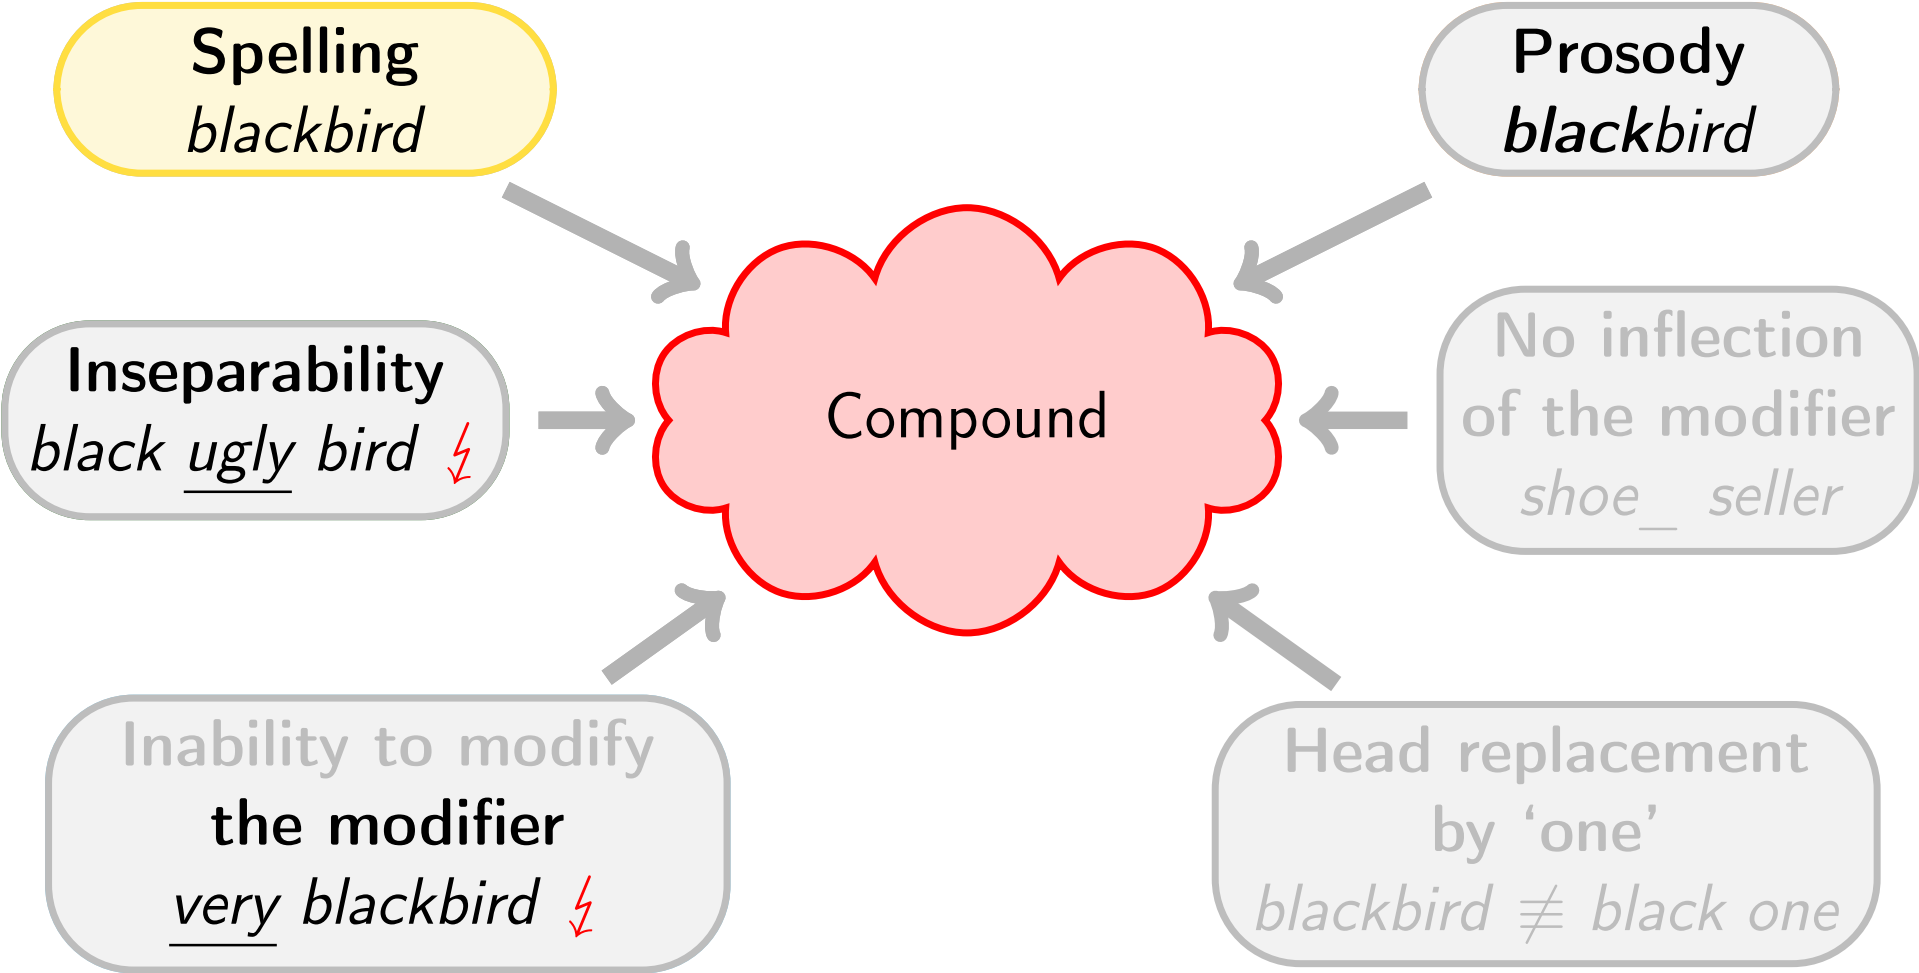 Spelling
blackbird
Prosody
blackbird
Inseparability
black ugly bird
Compound
No inflection
of the modifier
shoe_ seller
Inability to modify
the modifier
very blackbird
Head replacement
by ‘one’
blackbird ≢ black one